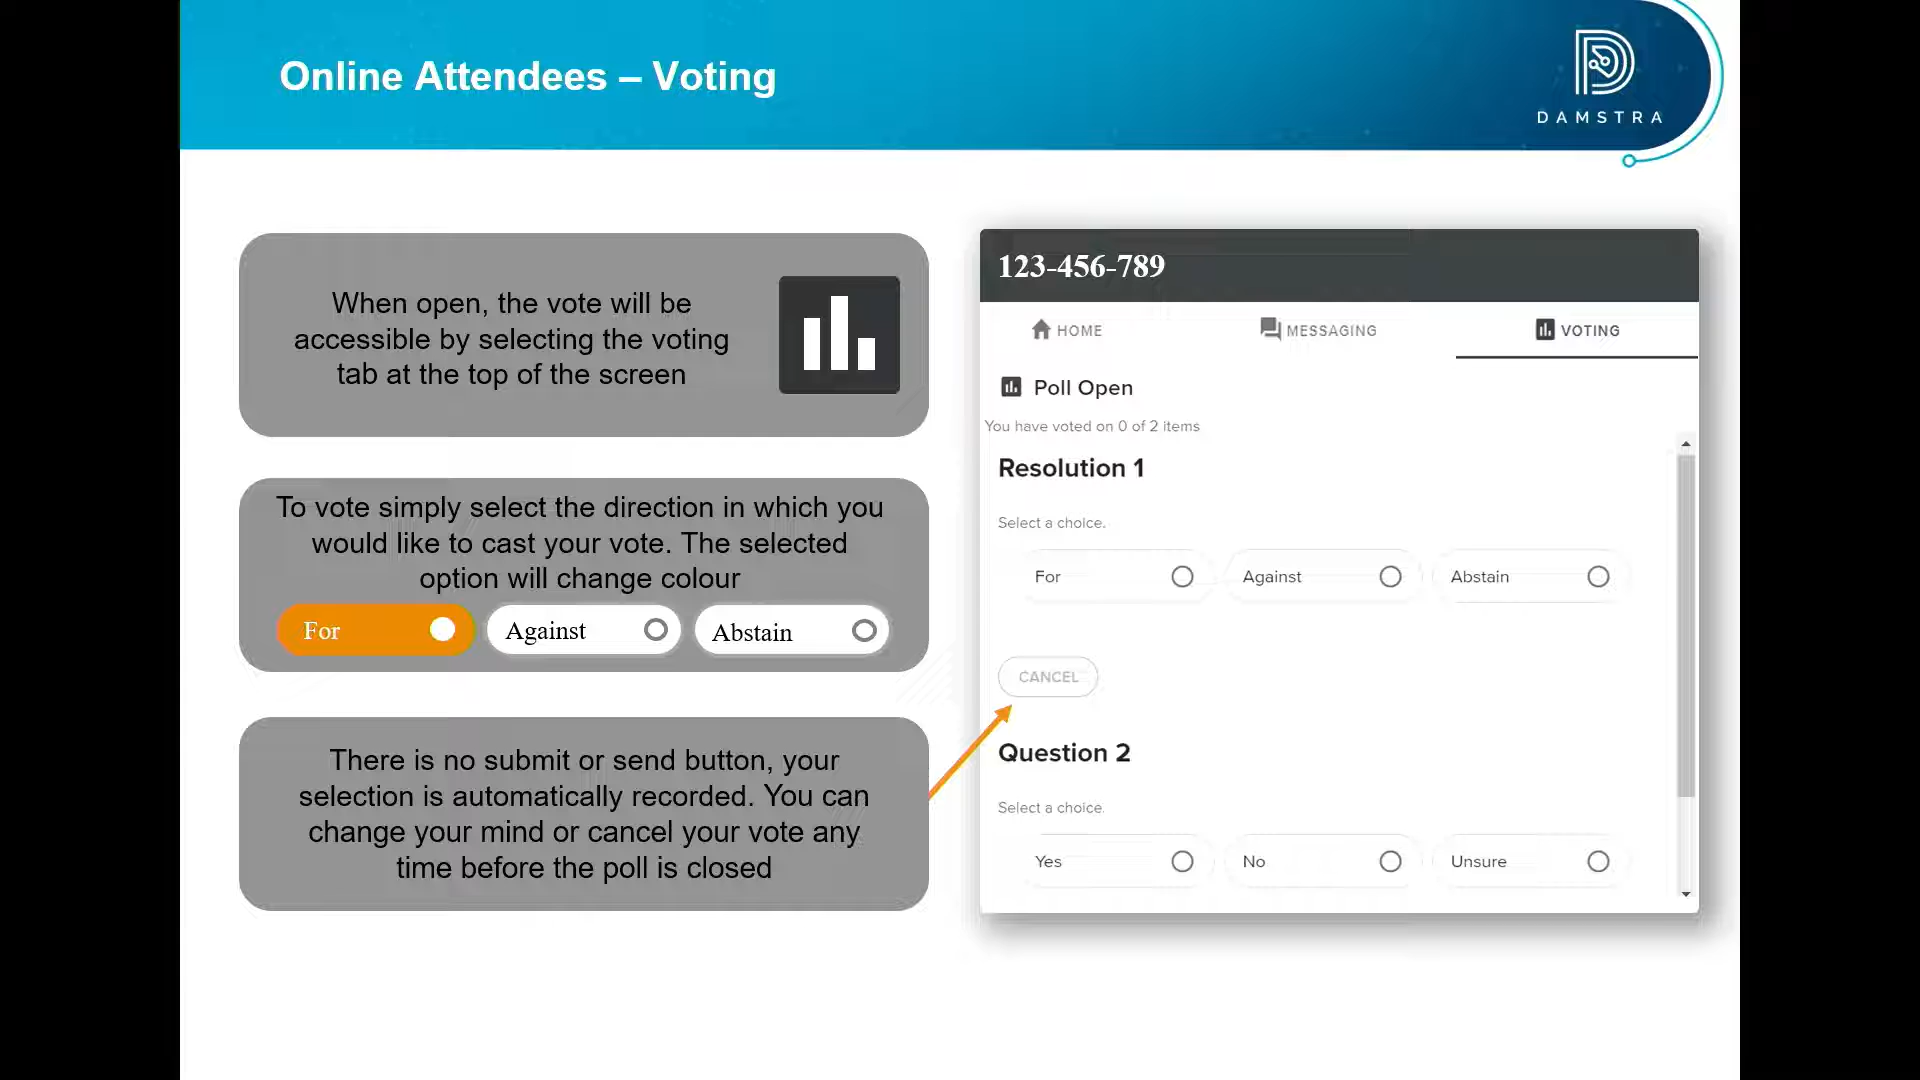 Online Attendees – Voting
DAMSTRA
When open, the vote will be
accessible by selecting the voting
tab at the top of the screen
To vote simply select the direction in which you
would like to cast your vote. The selected
option will change colour
For Against Abstain
There is no submit or send button, your
selection is automatically recorded. You can
change your mind or cancel your vote any
time before the poll is closed
123-456-789
HOME MESSAGING VOTING
Poll Open
You have voted on 0 of 2 items
Resolution 1
Select a choice.
For Against Abstain
CANCEL
Question 2
Select a choice.
Yes No Unsure